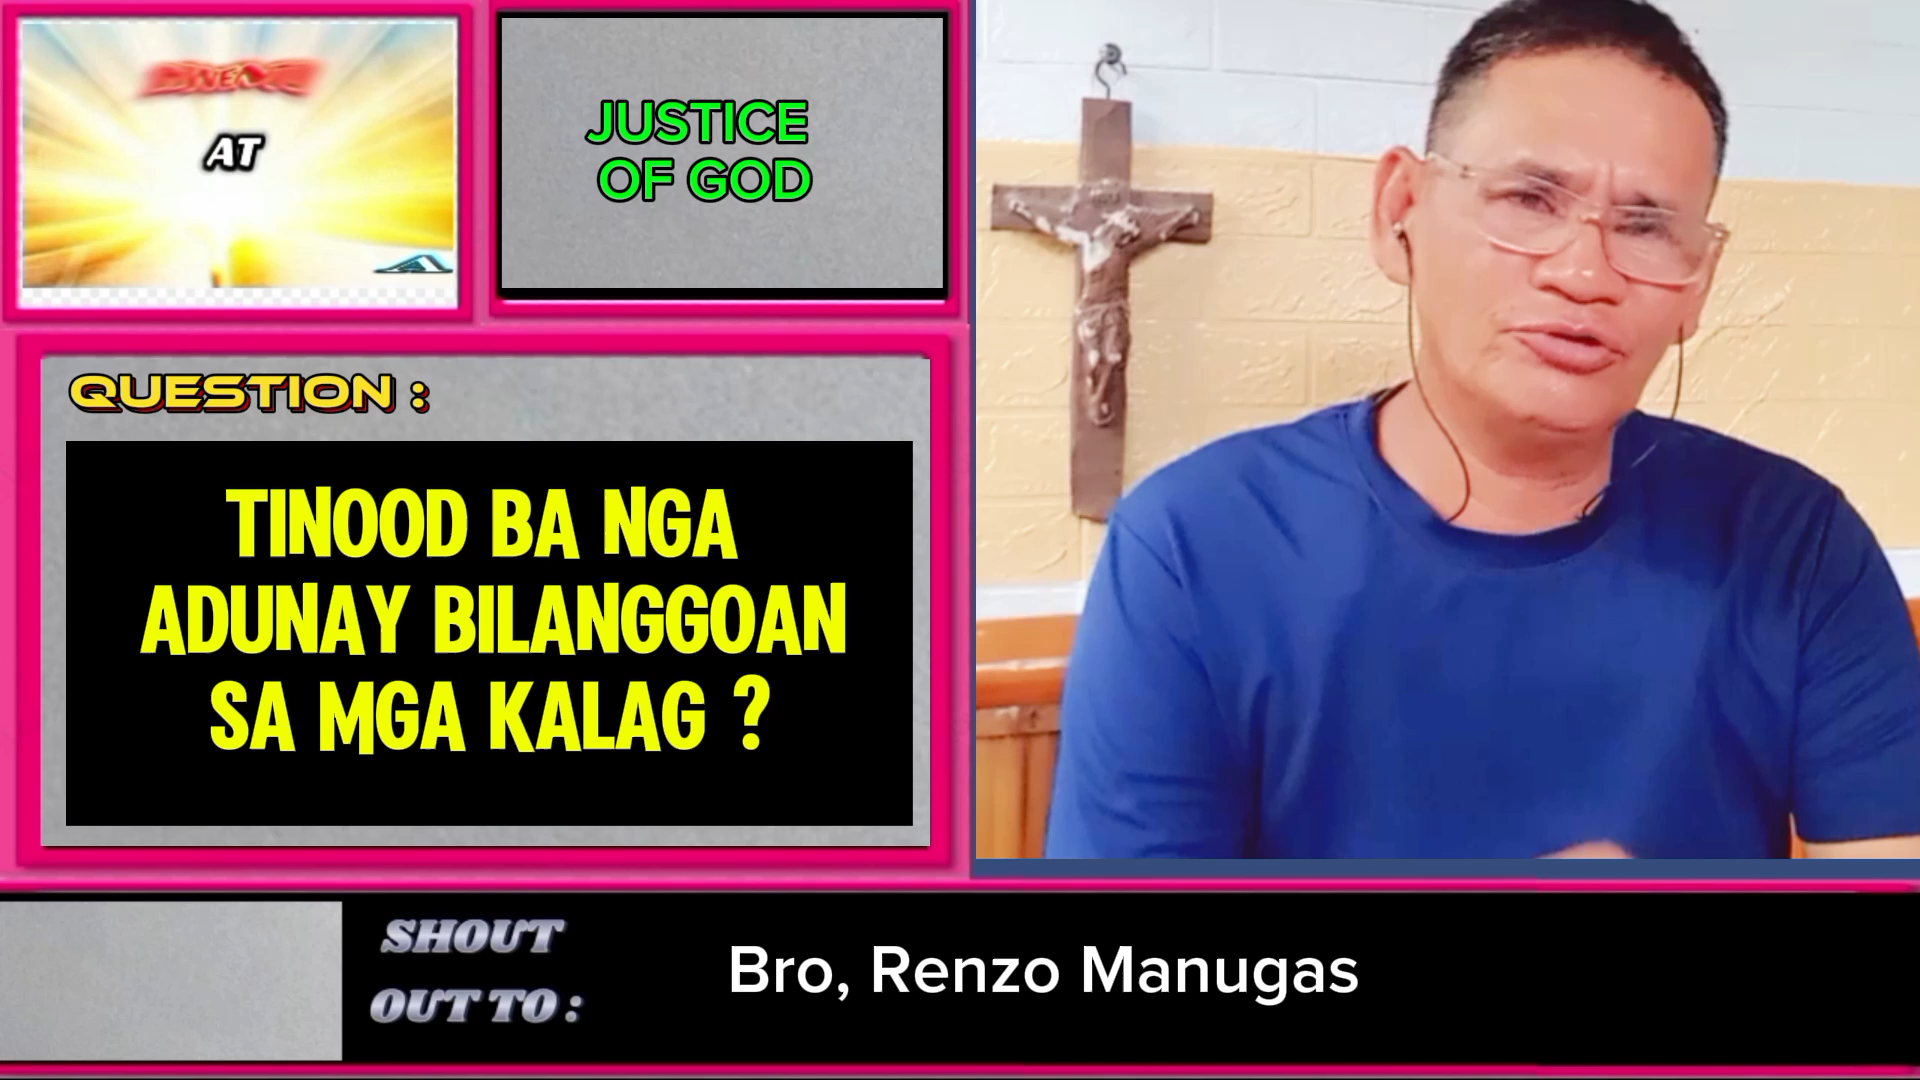 AT
JUSTICE
OF GOD
QUESTION :
TINOOD BA NGA
ADUNAY BILANGGOAN
SA MGA KALAG ?
SHOUT
OUT TO :
Bro, Renzo Manugas